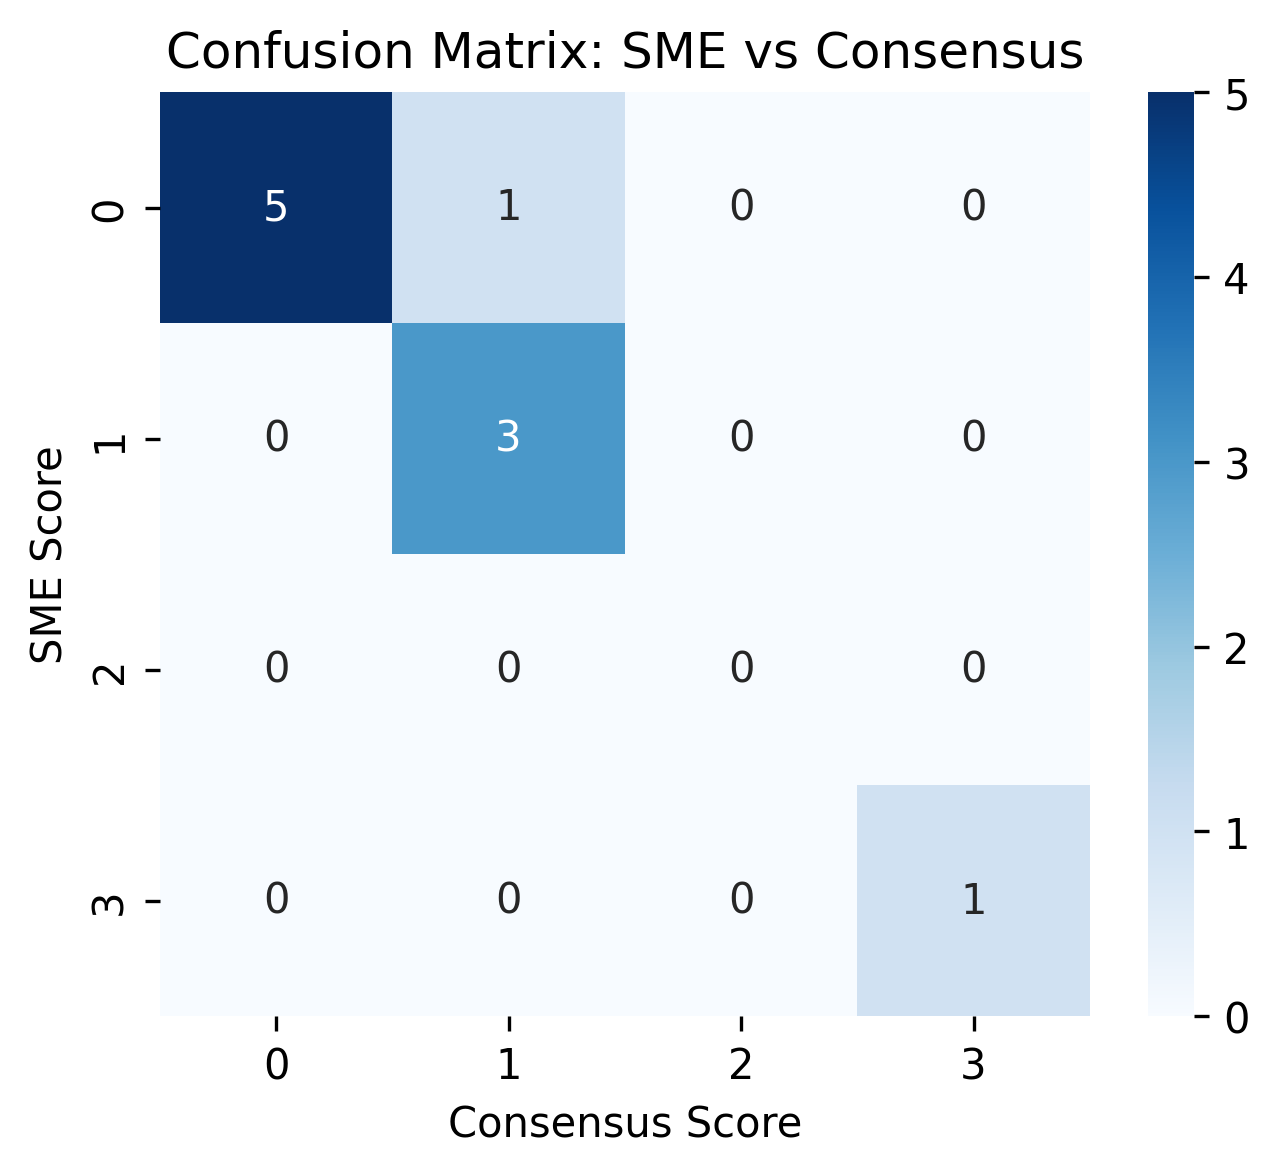 Confusion Matrix: SME vs Consensus
5 1 0 0
0 3 0 0
0 0 0 0
0 0 0 1
0
1
2
3
SME Score
0 1 2 3
Consensus Score
5
4
3
2
1
0